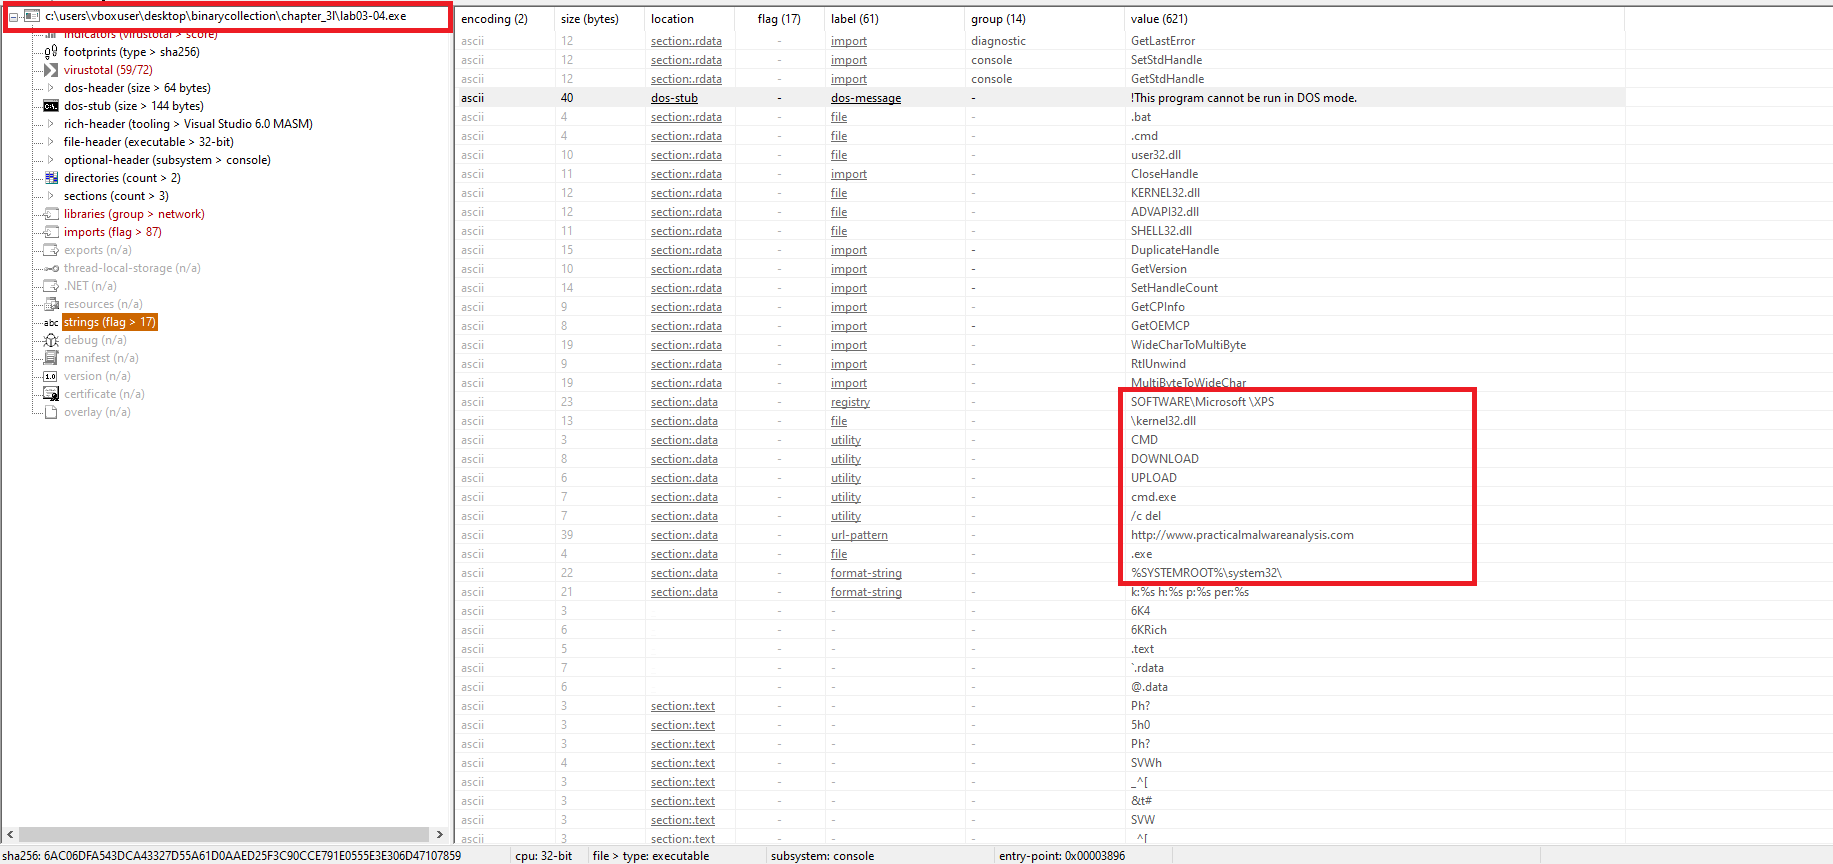 c:\users\vboxuser\desktop\binarycollection\chapter_3l\lab03-04.exe
indicators (virustotal > score)
footprints (type > sha256)
virustotal (59/72)
dos-header (size > 64 bytes)
dos-stub (size > 144 bytes)
rich-header (tooling > Visual Studio 6.0 MASM)
file-header (executable > 32-bit)
optional-header (subsystem > console)
directories (count > 2)
sections (count > 3)
libraries (group > network)
imports (flag > 87)
exports (n/a)
thread-local-storage (n/a)
.NET (n/a)
resources (n/a)
abc strings (flag > 17)
debug (n/a)
manifest (n/a)
version (n/a)
certificate (n/a)
overlay (n/a)
encoding (2) size (bytes) location flag (17) label (61) group (14) value (621)
ascii 12 section:.rdata - import diagnostic GetLastError
ascii 12 section:.rdata - import console SetStdHandle
ascii 12 section:.rdata - import console GetStdHandle
ascii 40 dos-stub - dos-message - !This program cannot be run in DOS mode.
ascii 4 section:.rdata - file - .bat
ascii 4 section:.rdata - file - .cmd
ascii 10 section:.rdata - file - user32.dll
ascii 11 section:.rdata - import - CloseHandle
ascii 12 section:.rdata - file - KERNEL32.dll
ascii 12 section:.rdata - file - ADVAPI32.dll
ascii 11 section:.rdata - file - SHELL32.dll
ascii 15 section:.rdata - import - DuplicateHandle
ascii 10 section:.rdata - import - GetVersion
ascii 14 section:.rdata - import - SetHandleCount
ascii 9 section:.rdata - import - GetCPInfo
ascii 8 section:.rdata - import - GetOEMCP
ascii 19 section:.rdata - import - WideCharToMultiByte
ascii 9 section:.rdata - import - RtlUnwind
ascii 19 section:.rdata - import - MultiByteToWideChar
ascii 23 section:.data - registry - SOFTWARE\Microsoft \XPS
ascii 13 section:.data - file - \kernel32.dll
ascii 3 section:.data - utility - CMD
ascii 8 section:.data - utility - DOWNLOAD
ascii 6 section:.data - utility - UPLOAD
ascii 7 section:.data - utility - cmd.exe
ascii 7 section:.data - utility - /c del
ascii 39 section:.data - url-pattern - http://www.practicalmalwareanalysis.com
ascii 4 section:.data - file - .exe
ascii 22 section:.data - format-string - %SYSTEMROOT%\system32\
ascii 21 section:.data - format-string - k:%s h:%s p:%s per:%s
ascii 3 - - - 6K4
ascii 6 - - - 6KRich
ascii 5 - - - .text
ascii 7 - - - `.rdata
ascii 6 - - - @.data
ascii 3 section:.text - - - Ph?
ascii 3 section:.text - - - 5h0
ascii 3 section:.text - - - Ph?
ascii 4 section:.text - - - SVWh
ascii 3 section:.text - - - _^[
ascii 3 section:.text - - - &t#
ascii 3 section:.text - - - SVW
ascii 3 section:.text - - - _^[
sha256: 6AC06DFA543DCA43327D55A61D0AAED25F3C90CCE791E0555E3E306D47107859 cpu: 32-bit file > type: executable subsystem: console entry-point: 0x00003896